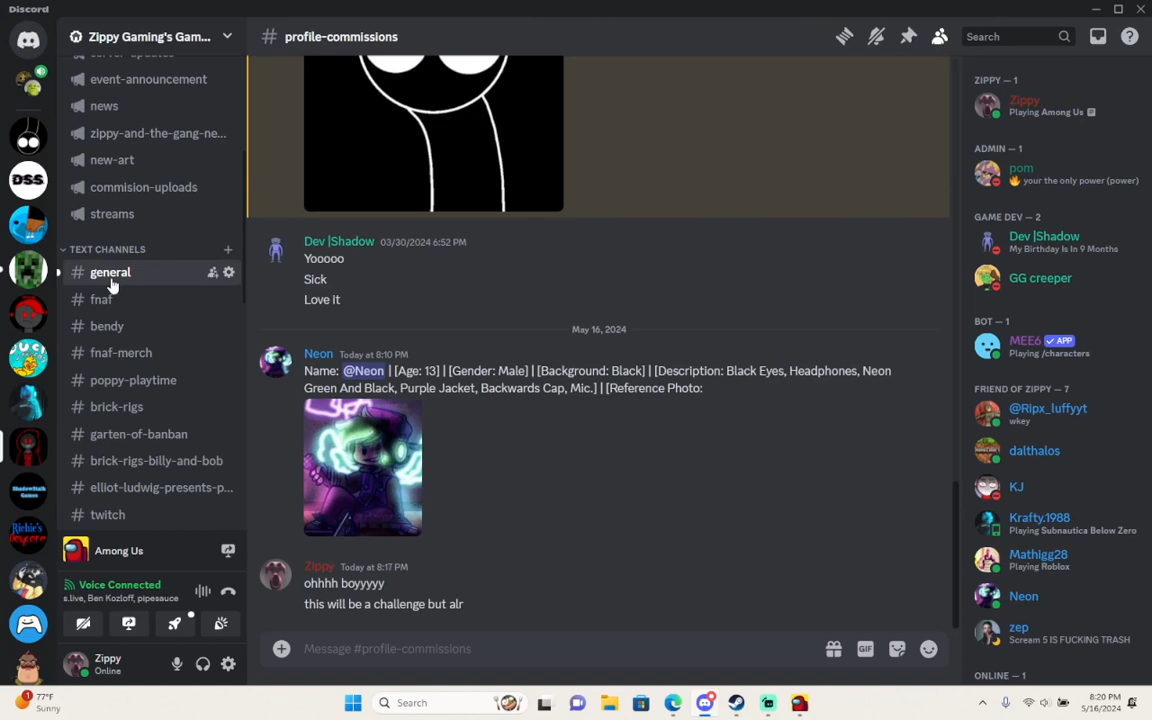 Discord
Zippy Gaming's Gam...
event-announcement
news
zippy-and-the-gang-ne...
new-art
commision-uploads
streams
TEXT CHANNELS
general
fnaf
bendy
fnaf-merch
poppy-playtime
brick-rigs
garten-of-banban
brick-rigs-billy-and-bob
elliot-ludwig-presents-p...
twitch
Among Us
Voice Connected
s.live, Ben Kozloff, pipesauce
Zippy
Online
DSS
profile-commissions
Search
Dev |Shadow 03/30/2024 6:52 PM
Yooooo
Sick
Love It
May 16, 2024
Neon Today at 8:10 PM
Name: @Neon | [Age: 13] | [Gender: Male] | [Background: Black] | [Description: Black Eyes, Headphones, Neon
Green And Black, Purple Jacket, Backwards Cap, Mic.] | [Reference Photo:
Zippy Today at 8:17 PM
ohhhh boyyyyy
this will be a challenge but alr
Message #profile-commissions
GIF
ZIPPY — 1
Zippy
Playing Among Us
ADMIN — 1
pom
your the only power (power)
GAME DEV — 2
Dev |Shadow
My Birthday Is In 9 Months
GG creeper
BOT — 1
MEE6 APP
Playing /characters
FRIEND OF ZIPPY — 7
@Ripx_luffyyt
wkey
dalthalos
KJ
Krafty.1988
Playing Subnautica Below Zero
Mathigg28
Playing Roblox
Neon
zep
Scream 5 IS FUCKING TRASH
ONLINE — 1
1
77°F
Sunny
Search
8:20 PM
5/16/2024